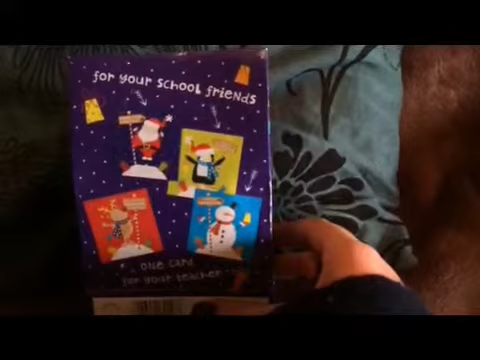 for your school friends
one card
for your teacher